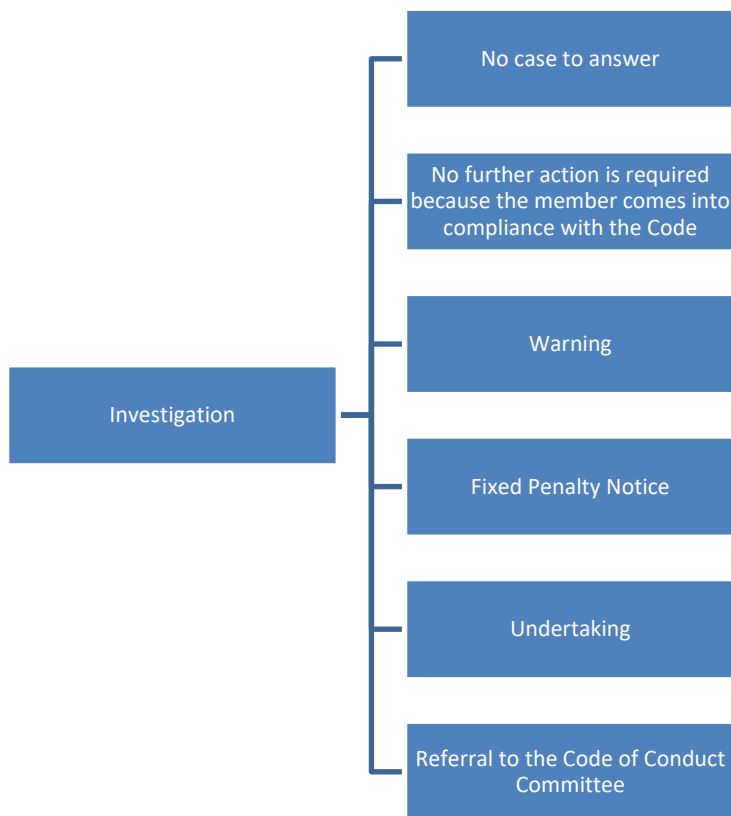 No case to answer
No further action is required
because the member comes into
compliance with the Code
Warning
Investigation
Fixed Penalty Notice
Undertaking
Referral to the Code of Conduct
Committee